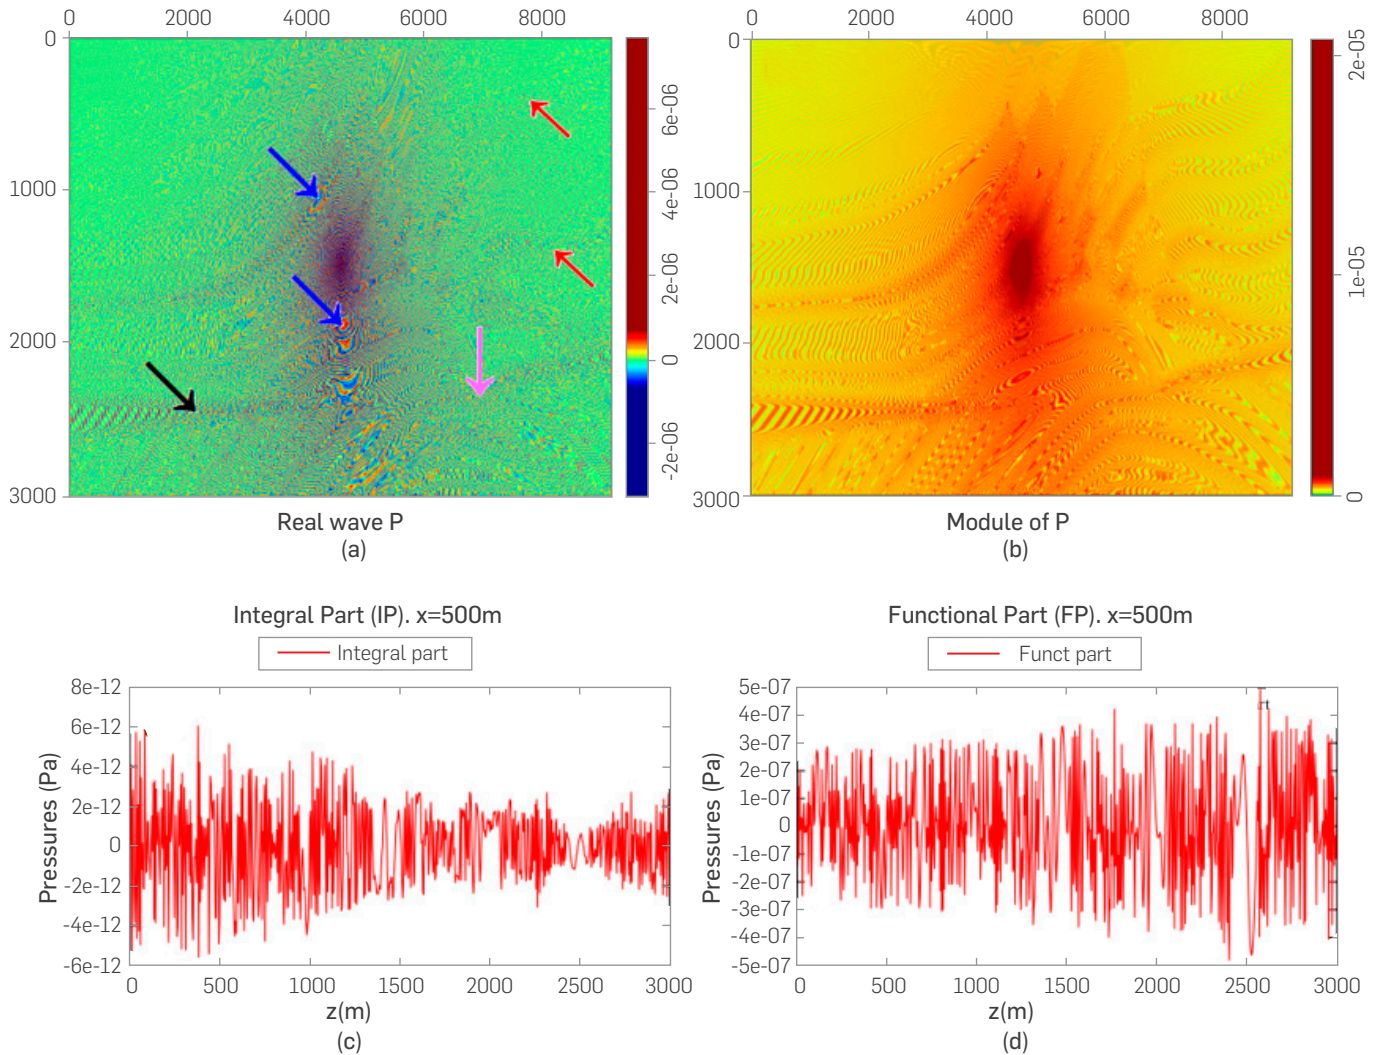 0 2000 4000 6000 8000
0
1000
2000
3000
6e-06
4e-06
2e-06
0
-2e-06
Real wave P
(a)
0 2000 4000 6000 8000
0
1000
2000
3000
2e-05
1e-05
0
Module of P
(b)
Integral Part (IP). x=500m
Integral part
8e-12
6e-12
4e-12
2e-12
0
-2e-12
-4e-12
-6e-12
Pressures (Pa)
0 500 1000 1500 2000 2500 3000
z(m)
(c)
Functional Part (FP). x=500m
Funct part
5e-07
4e-07
3e-07
2e-07
1e-07
0
-1e-07
-2e-07
-3e-07
-4e-07
-5e-07
Pressures (Pa)
0 500 1000 1500 2000 2500 3000
z(m)
(d)